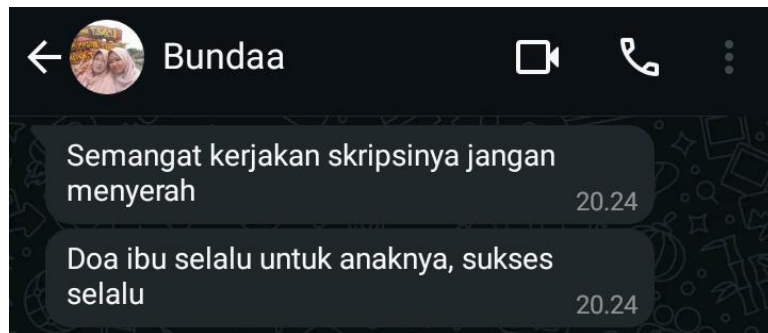 Bundaa
Semangat kerjakan skripsinya jangan
menyerah
20.24
Doa ibu selalu untuk anaknya, sukses
selalu
20.24